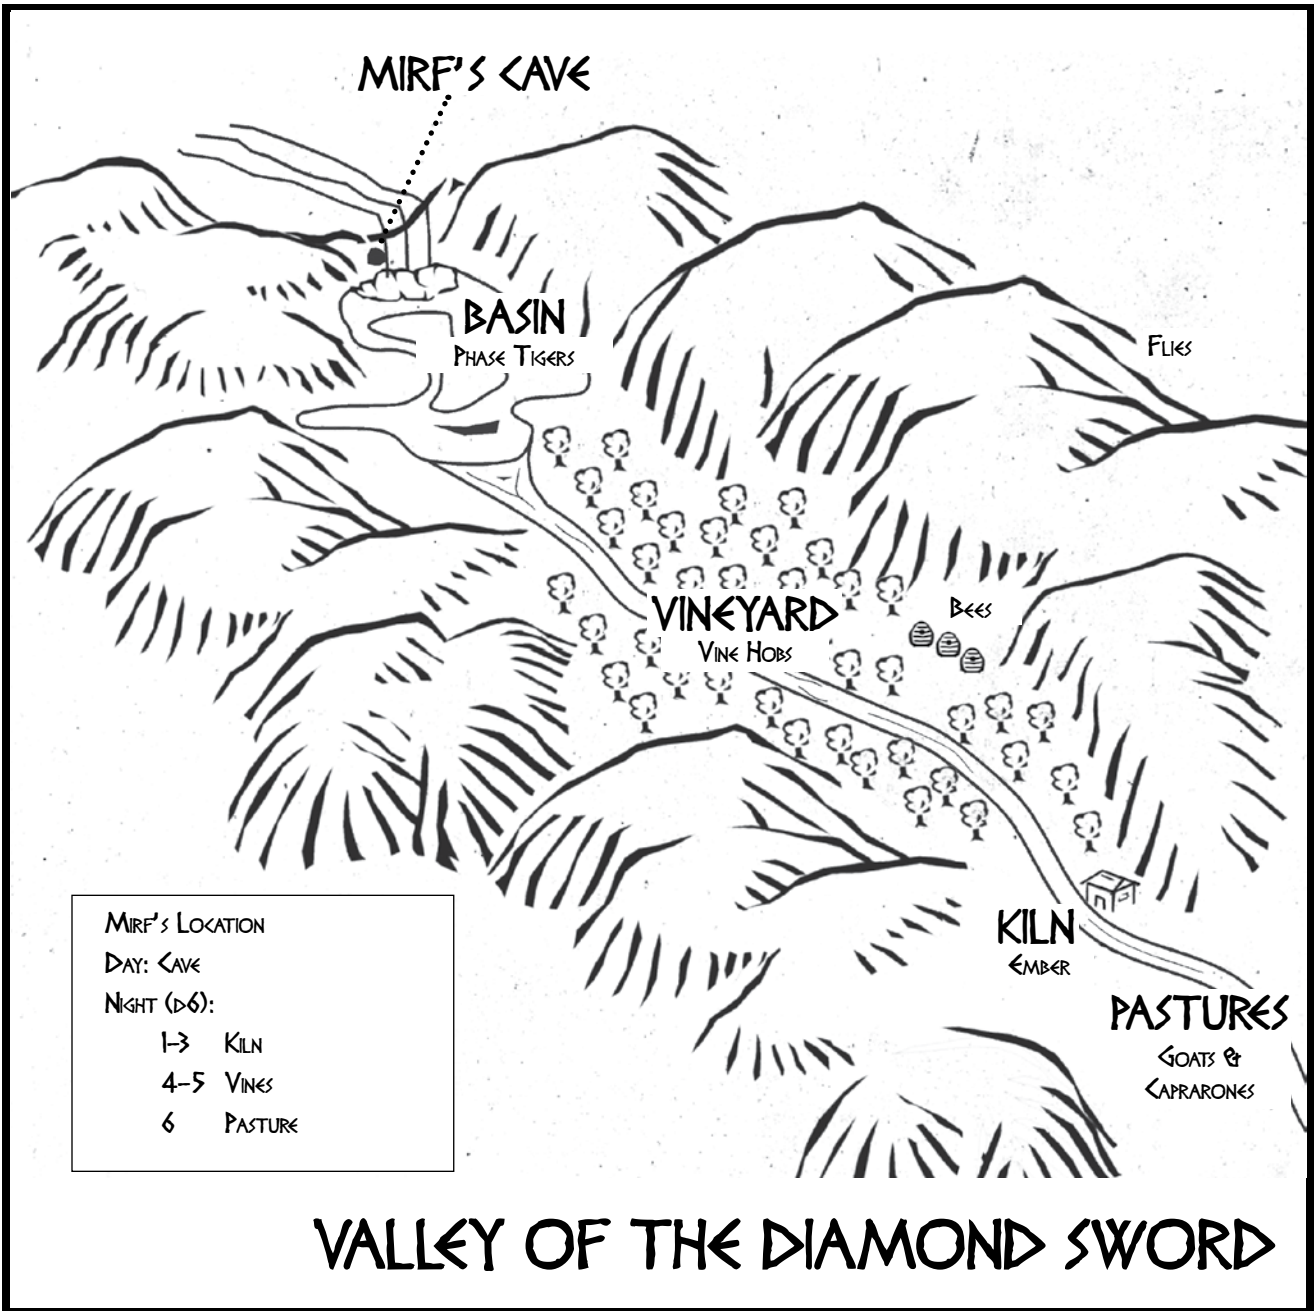 MIRF'S CAVE
BASIN
PHASE TIGERS
FLIES
VINEYARD
VINE HOBS
BEES
KILN
EMBER
PASTURES
GOATS &
CAPRARONES
MIRF'S LOCATION
DAY: CAVE
NIGHT (D6):
1-3 KILN
4-5 VINES
6 PASTURE
VALLEY OF THE DIAMOND SWORD